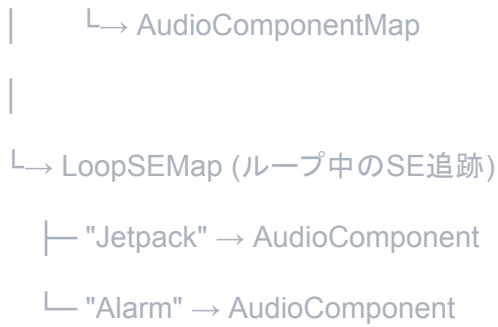 │ └→ AudioComponentMap
│
└→ LoopSEMap (ループ中のSE追跡)
├─ "Jetpack" → AudioComponent
└─ "Alarm" → AudioComponent